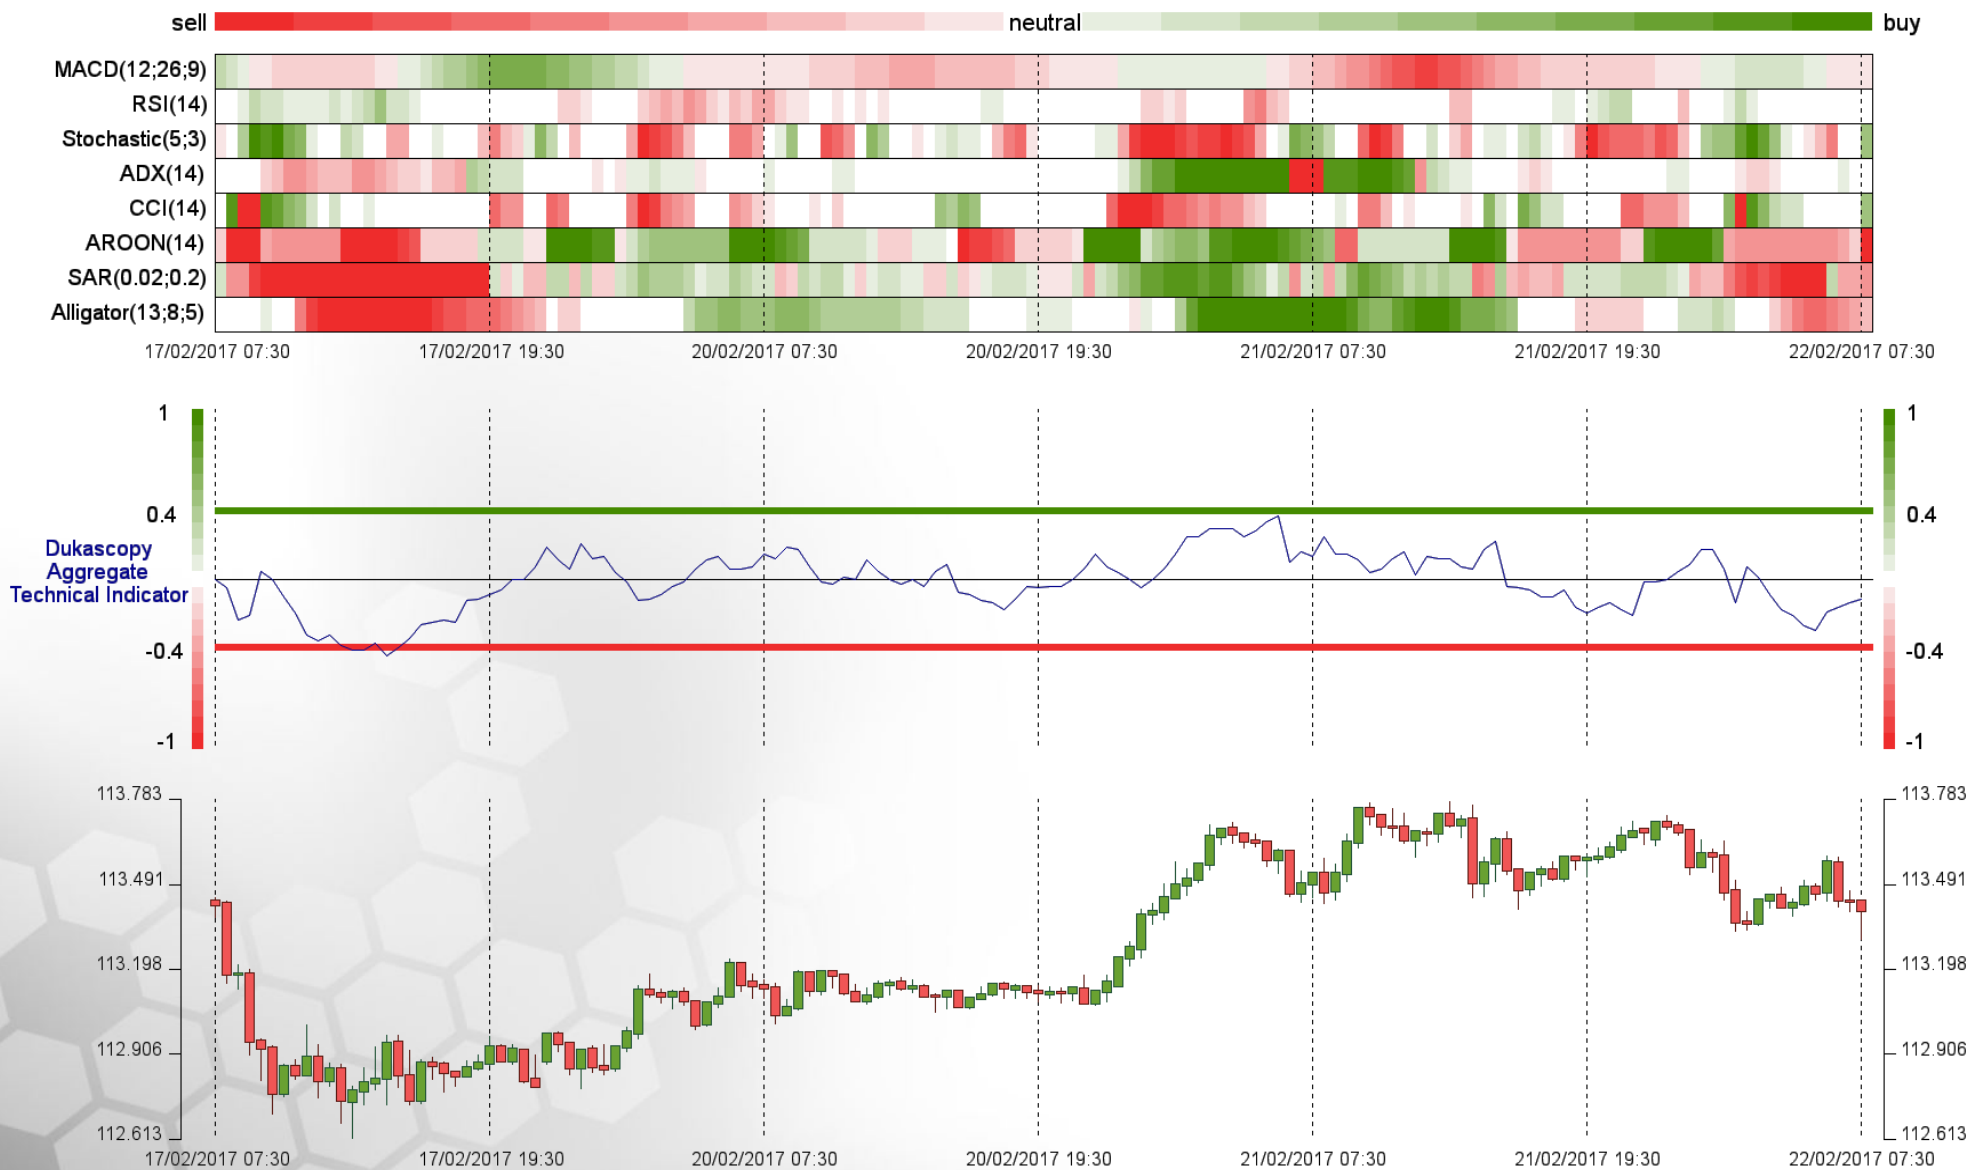 sell neutral buy
MACD(12;26;9)
RSI(14)
Stochastic(5;3)
ADX(14)
CCI(14)
AROON(14)
SAR(0.02;0.2)
Alligator(13;8;5)
17/02/2017 07:30 17/02/2017 19:30 20/02/2017 07:30 20/02/2017 19:30 21/02/2017 07:30 21/02/2017 19:30 22/02/2017 07:30
1 1
0.4 0.4
Dukascopy
Aggregate
Technical Indicator
-0.4 -0.4
-1 -1
113.783 113.783
113.491 113.491
113.198 113.198
112.906 112.906
112.613 112.613
17/02/2017 07:30 17/02/2017 19:30 20/02/2017 07:30 20/02/2017 19:30 21/02/2017 07:30 21/02/2017 19:30 22/02/2017 07:30